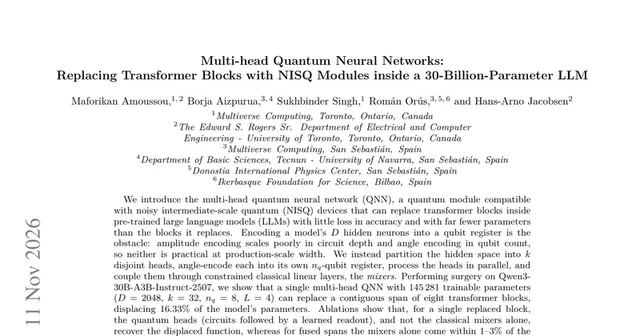 Multi-head Quantum Neural Networks:
Replacing Transformer Blocks with NISQ Modules inside a 30-Billion-Parameter LLM
Maforikan Amoussou,1, 2 Borja Aizpurua,3, 4 Sukhbinder Singh,1 Román Orús,3, 5, 6 and Hans-Arno Jacobsen2
1Multiverse Computing, Toronto, Ontario, Canada
2The Edward S. Rogers Sr. Department of Electrical and Computer
Engineering - University of Toronto, Toronto, Ontario, Canada
3Multiverse Computing, San Sebastián, Spain
4Department of Basic Sciences, Tecnun - University of Navarra, San Sebastián, Spain
5Donostia International Physics Center, San Sebastián, Spain
6Ikerbasque Foundation for Science, Bilbao, Spain
We introduce the multi-head quantum neural network (QNN), a quantum module compatible
with noisy intermediate-scale quantum (NISQ) devices that can replace transformer blocks inside
pre-trained large language models (LLMs) with little loss in accuracy and with far fewer parameters
than the blocks it replaces. Encoding a model's D hidden neurons into a qubit register is the
obstacle: amplitude encoding scales poorly in circuit depth and angle encoding in qubit count,
so neither is practical at production-scale width. We instead partition the hidden space into k
disjoint heads, angle-encode each into its own nq-qubit register, process the heads in parallel, and
couple them through constrained classical linear layers, the mixers. Performing surgery on Qwen3-
30B-A3B-Instruct-2507, we show that a single multi-head QNN with 145 281 trainable parameters
(D = 2048, k = 32, nq = 8, L = 4) can replace a contiguous span of eight transformer blocks,
displacing 16.33% of the model's parameters. Ablations show that, for a single replaced block,
the quantum heads (circuits followed by a learned readout), and not the classical mixers alone,
recover the displaced function, whereas for fused spans the mixers alone come within 1–3% of the
11 Nov 2026